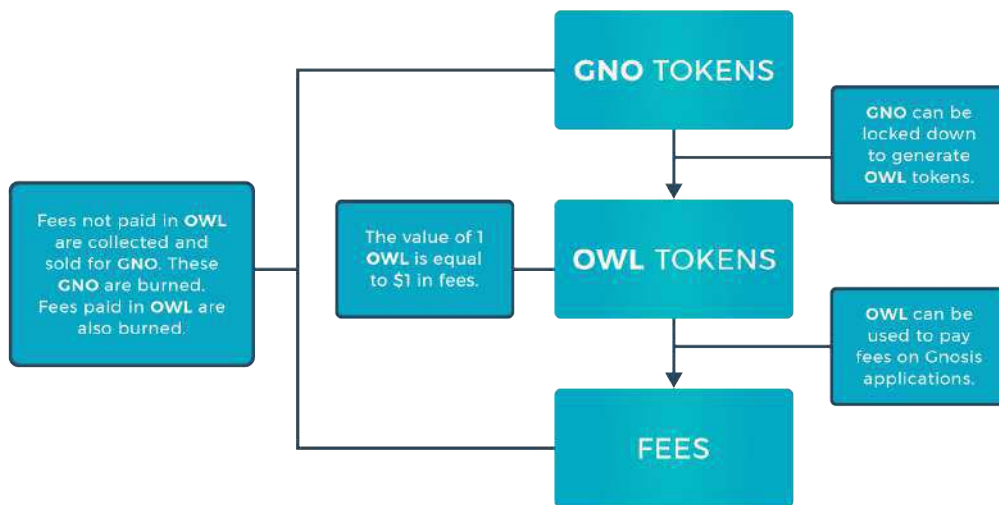 GNO TOKENS
GNO can be
locked down
to generate
OWL tokens.
Fees not paid in OWL
are collected and
sold for GNO. These
GNO are burned.
Fees paid in OWL are
also burned.
The value of 1
OWL is equal
to $1 in fees.
OWL TOKENS
OWL can be
used to pay
fees on Gnosis
applications.
FEES